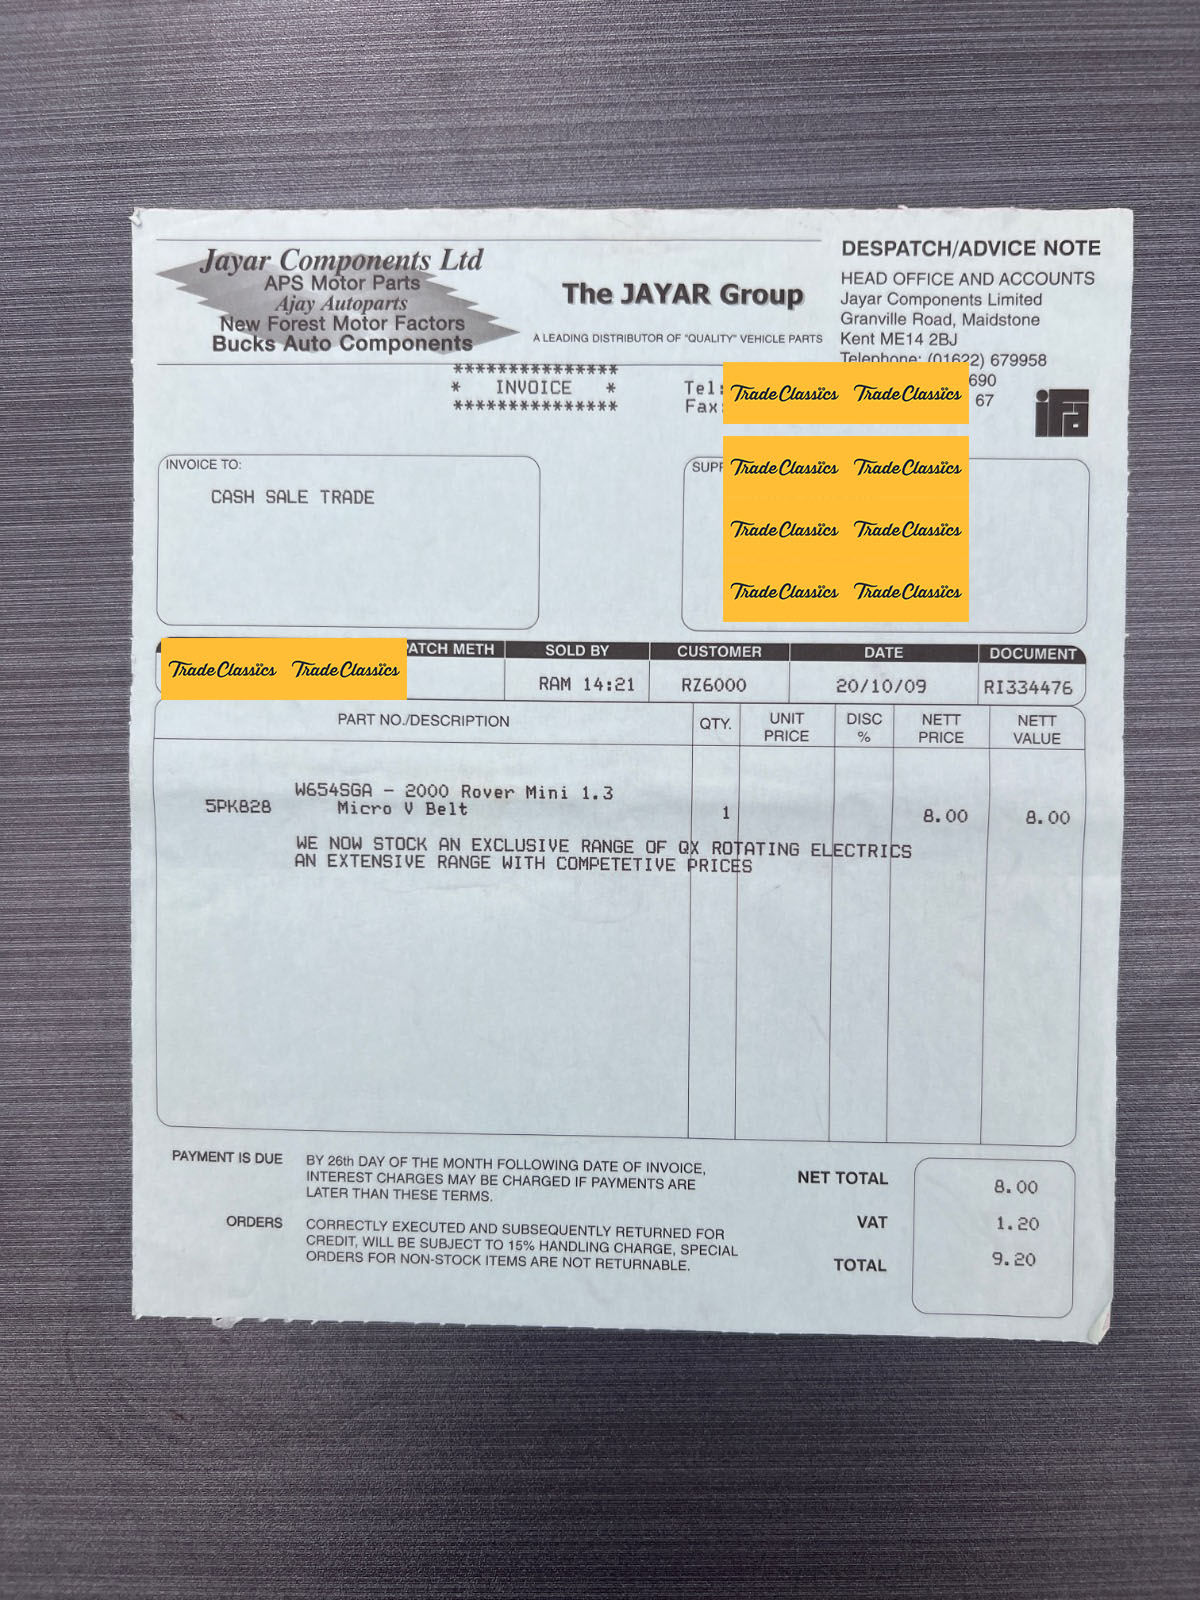 Jayar Components Ltd
APS Motor Parts
Ajay Autoparts
New Forest Motor Factors
Bucks Auto Components
The JAYAR Group
A LEADING DISTRIBUTOR OF "QUALITY" VEHICLE PARTS
DESPATCH/ADVICE NOTE
HEAD OFFICE AND ACCOUNTS
Jayar Components Limited
Granville Road, Maidstone
Kent ME14 2BJ
Telephone: (01622) 679958
690
67
ifa
***************
* INVOICE *
***************
Tel:
Fax:
Trade Classics Trade Classics
INVOICE TO:
CASH SALE TRADE
Trade Classics Trade Classics
Trade Classics Trade Classics
Trade Classics Trade Classics
Trade Classics Trade Classics
ATCH METH SOLD BY CUSTOMER DATE DOCUMENT
RAM 14:21 RZ6000 20/10/09 RI334476
PART NO./DESCRIPTION QTY. UNIT PRICE DISC % NETT PRICE NETT VALUE
W654SGA - 2000 Rover Mini 1.3
5PK828 Micro V Belt 1 8.00 8.00
WE NOW STOCK AN EXCLUSIVE RANGE OF QX ROTATING ELECTRICS
AN EXTENSIVE RANGE WITH COMPETETIVE PRICES
PAYMENT IS DUE BY 26th DAY OF THE MONTH FOLLOWING DATE OF INVOICE,
INTEREST CHARGES MAY BE CHARGED IF PAYMENTS ARE
LATER THAN THESE TERMS.
ORDERS CORRECTLY EXECUTED AND SUBSEQUENTLY RETURNED FOR
CREDIT, WILL BE SUBJECT TO 15% HANDLING CHARGE, SPECIAL
ORDERS FOR NON-STOCK ITEMS ARE NOT RETURNABLE.
NET TOTAL 8.00
VAT 1.20
TOTAL 9.20